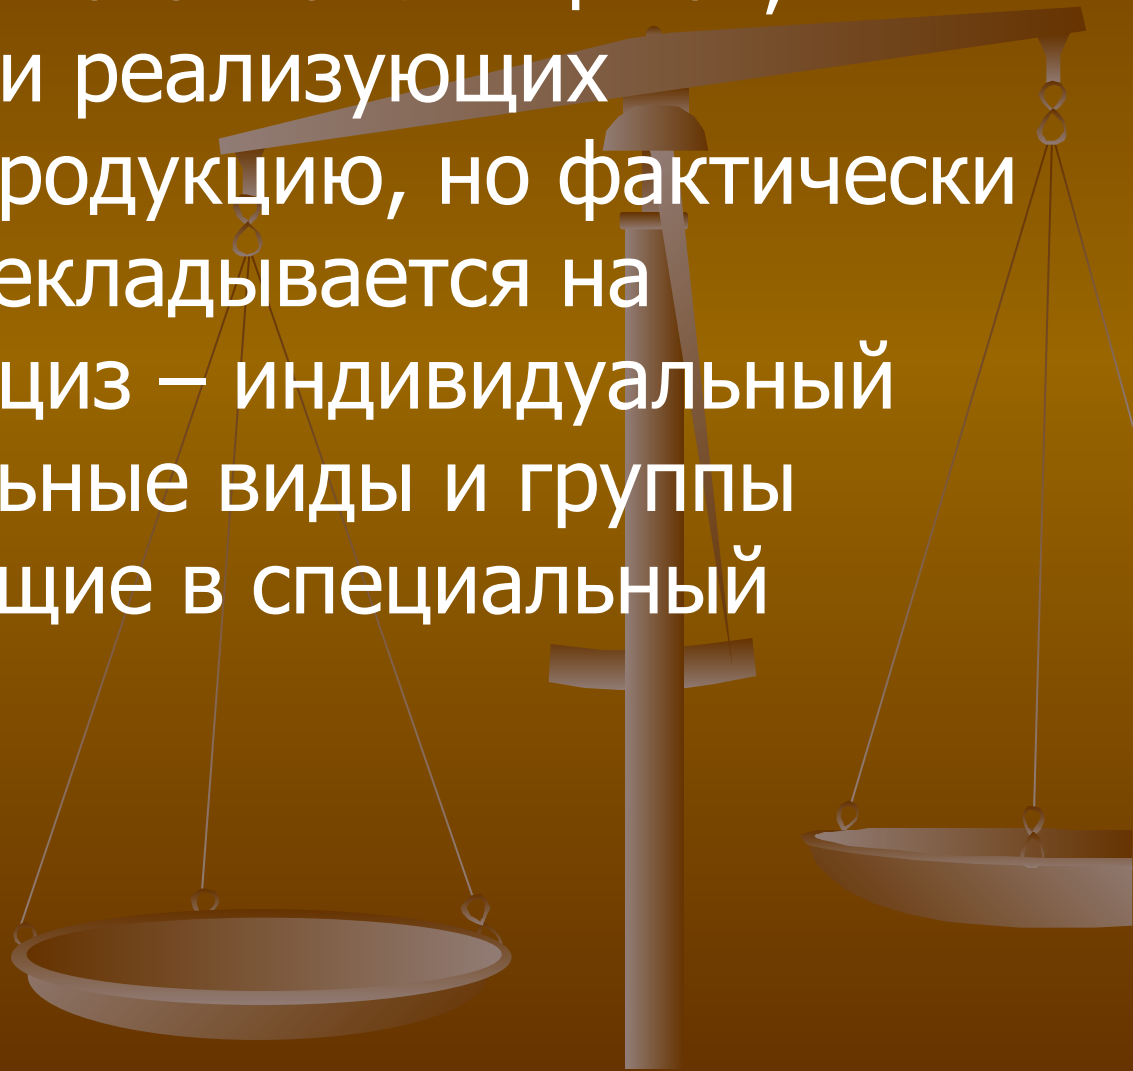 и реализующих
родукцию, но фактически
екладывается на
циз – индивидуальный
ьные виды и группы
щие в специальный